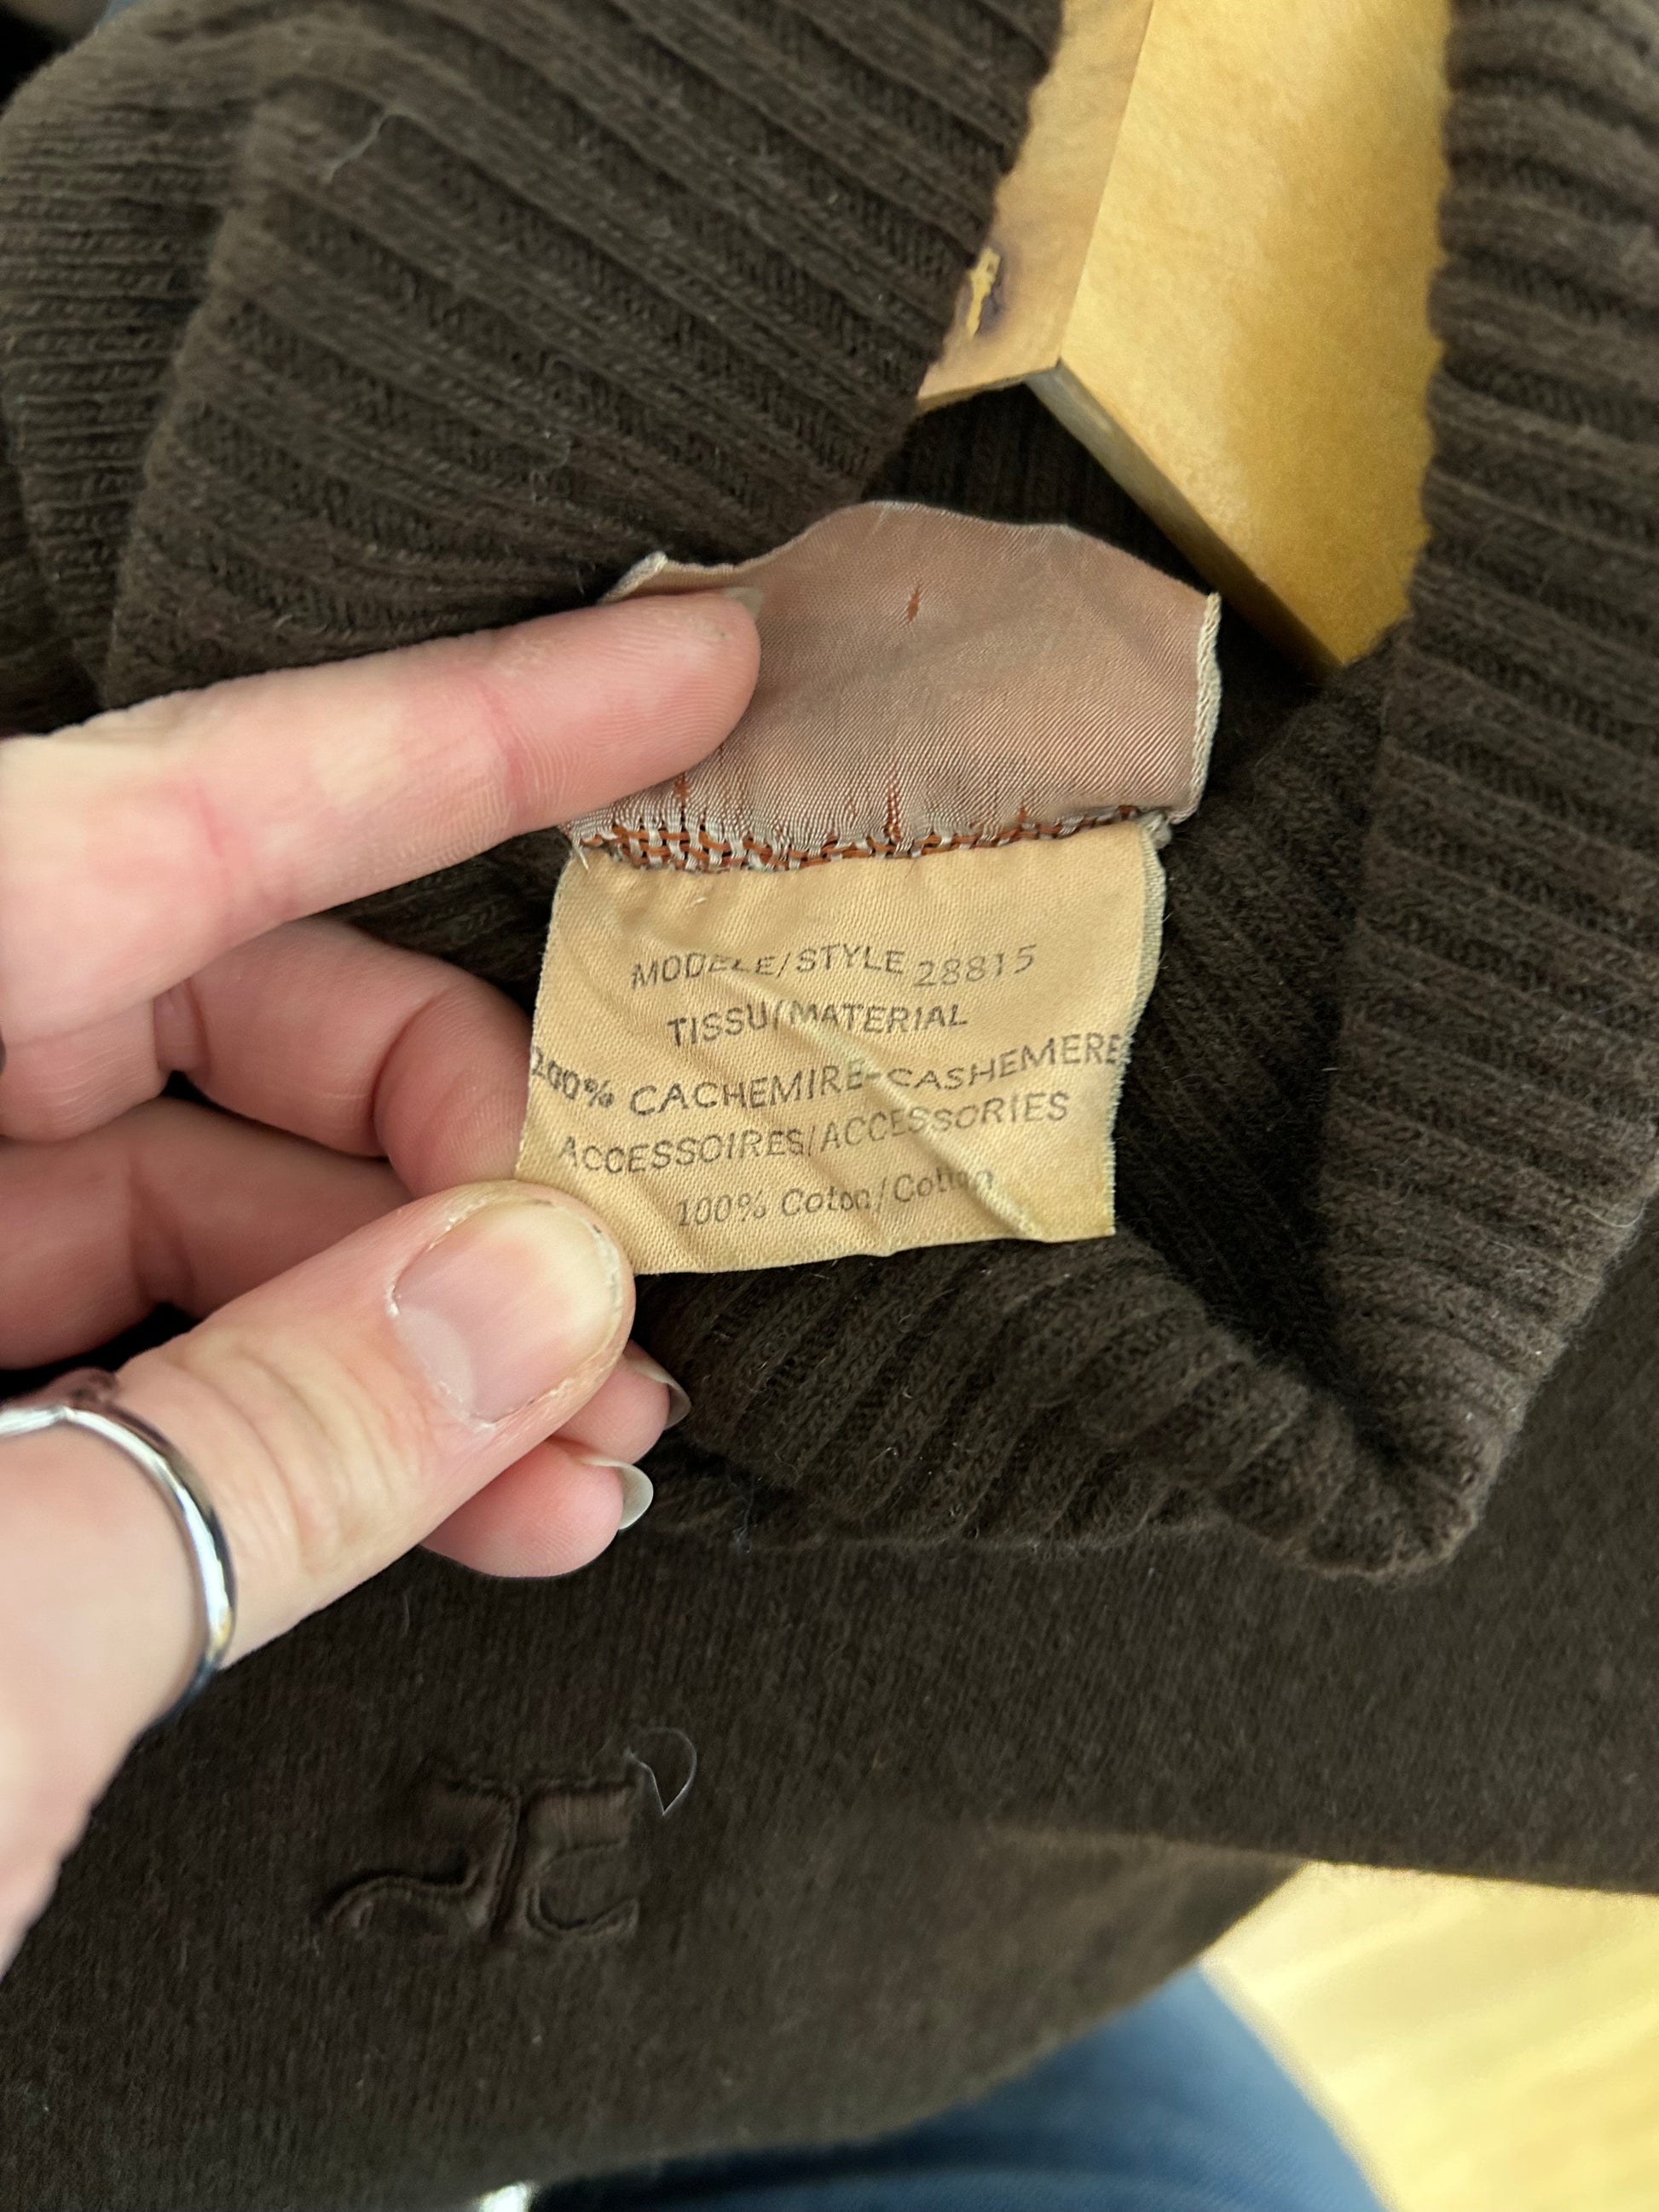 MODELE/STYLE 28815
TISSU/MATERIAL
100% CACHEMIRE-CASHEMERE
ACCESSOIRES/ACCESSORIES
100% Coton/Cotton